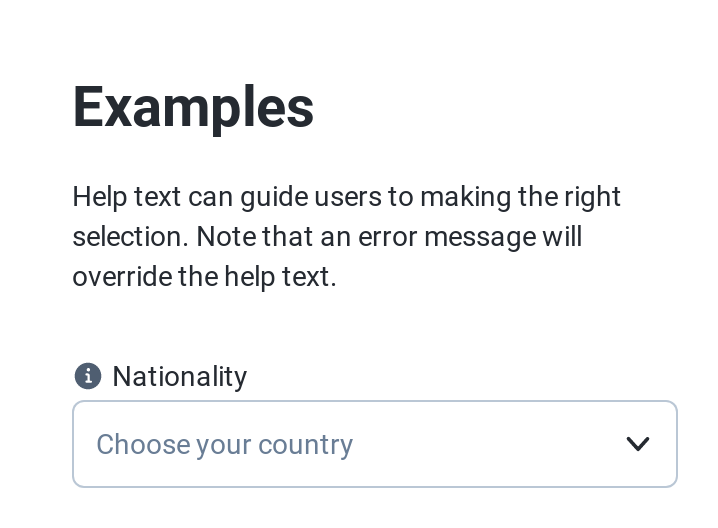 Examples
Help text can guide users to making the right
selection. Note that an error message will
override the help text.
Nationality
Choose your country